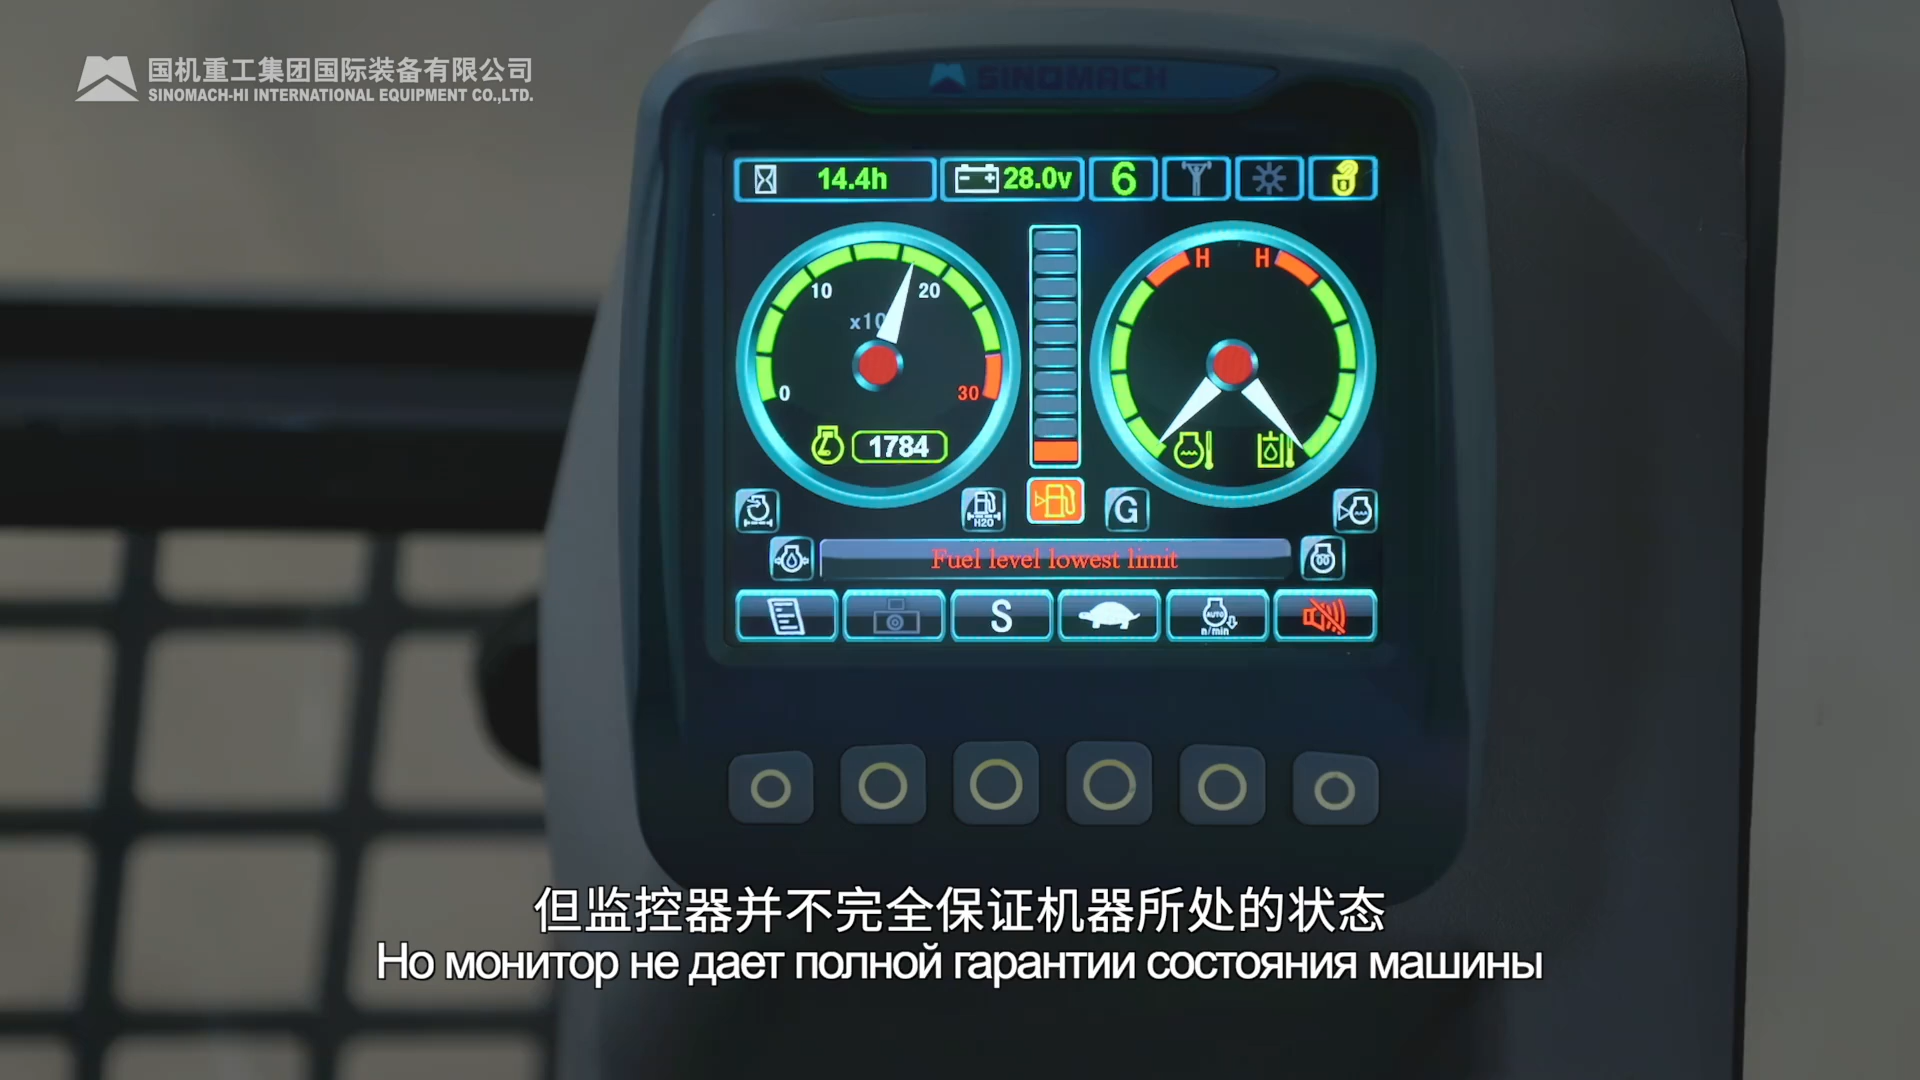 国机重工集团国际装备有限公司
SINOMACH-HI INTERNATIONAL EQUIPMENT CO.,LTD.
SINOMACH
14.4h
28.0v
6
10
20
x10
0
30
1784
H
H
H2O
G
Fuel level lowest limit
S
AUTO
n/min
但监控器并不完全保证机器所处的状态
Но монитор не дает полной гарантии состояния машины